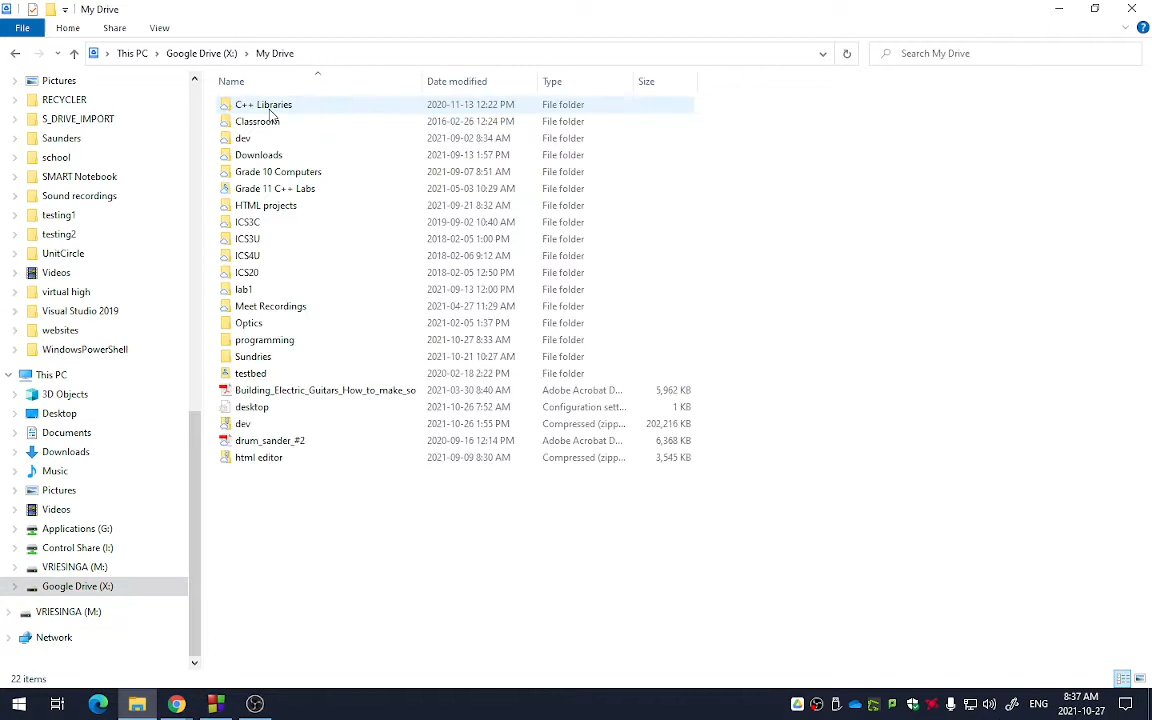 My Drive
File Home Share View
This PC Google Drive (X:) My Drive Search My Drive
Name Date modified Type Size
Pictures
RECYCLER
S_DRIVE_IMPORT
Saunders
school
SMART Notebook
Sound recordings
testing1
testing2
UnitCircle
Videos
virtual high
Visual Studio 2019
websites
WindowsPowerShell
This PC
3D Objects
Desktop
Documents
Downloads
Music
Pictures
Videos
Applications (G:)
Control Share (I:)
VRIESINGA (M:)
Google Drive (X:)
VRIESINGA (M:)
Network
C++ Libraries 2020-11-13 12:22 PM File folder
Classroom 2016-02-26 12:24 PM File folder
dev 2021-09-02 8:34 AM File folder
Downloads 2021-09-13 1:57 PM File folder
Grade 10 Computers 2021-09-07 8:51 AM File folder
Grade 11 C++ Labs 2021-05-03 10:29 AM File folder
HTML projects 2021-09-21 8:32 AM File folder
ICS3C 2019-09-02 10:40 AM File folder
ICS3U 2018-02-05 1:00 PM File folder
ICS4U 2018-02-06 9:12 AM File folder
ICS20 2018-02-05 12:50 PM File folder
lab1 2021-09-13 12:00 PM File folder
Meet Recordings 2021-04-27 11:29 AM File folder
Optics 2021-02-05 1:37 PM File folder
programming 2021-10-27 8:33 AM File folder
Sundries 2021-10-21 10:27 AM File folder
testbed 2020-02-18 2:22 PM File folder
Building_Electric_Guitars_How_to_make_so 2021-03-30 8:40 AM Adobe Acrobat D... 5,962 KB
desktop 2021-10-26 7:52 AM Configuration sett... 1 KB
dev 2021-10-26 1:55 PM Compressed (zipp... 202,216 KB
drum_sander_#2 2020-09-16 12:14 PM Adobe Acrobat D... 6,368 KB
html editor 2021-09-09 8:30 AM Compressed (zipp... 3,545 KB
22 items
ENG 8:37 AM
2021-10-27